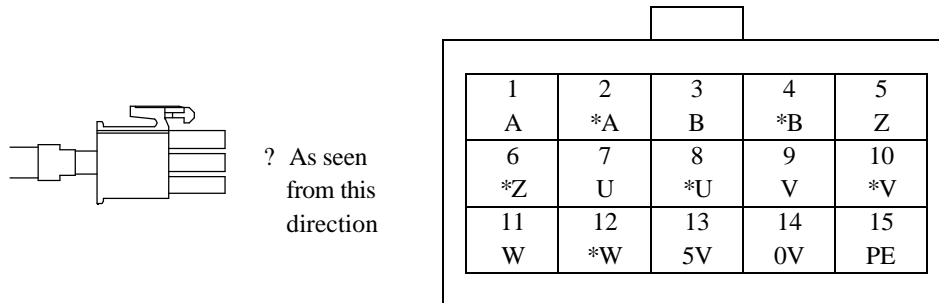 ? As seen
from this
direction
1 2 3 4 5
A *A B *B Z
6 7 8 9 10
*Z U *U V *V
11 12 13 14 15
W *W 5V 0V PE